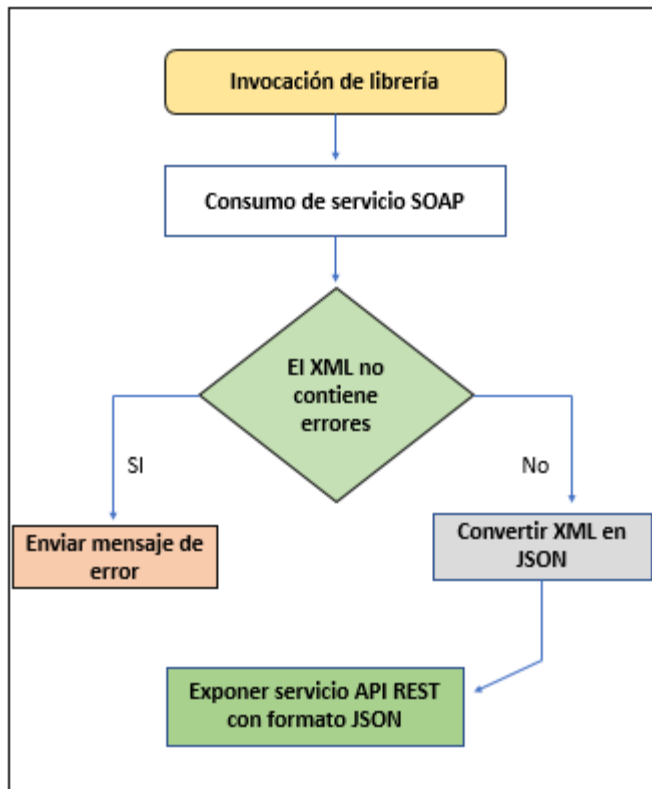 Invocación de librería
Consumo de servicio SOAP
El XML no
contiene
errores
SI
No
Enviar mensaje de
error
Convertir XML en
JSON
Exponer servicio API REST
con formato JSON